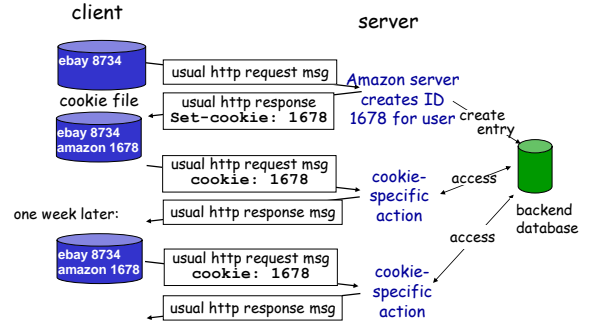 client
server
ebay 8734
usual http request msg
Amazon server
creates ID
1678 for user
cookie file
usual http response
Set-cookie: 1678
create
entry
ebay 8734
amazon 1678
usual http request msg
cookie: 1678
cookie-
specific
action
access
usual http response msg
backend
database
one week later:
access
ebay 8734
amazon 1678
usual http request msg
cookie: 1678
cookie-
specific
action
usual http response msg